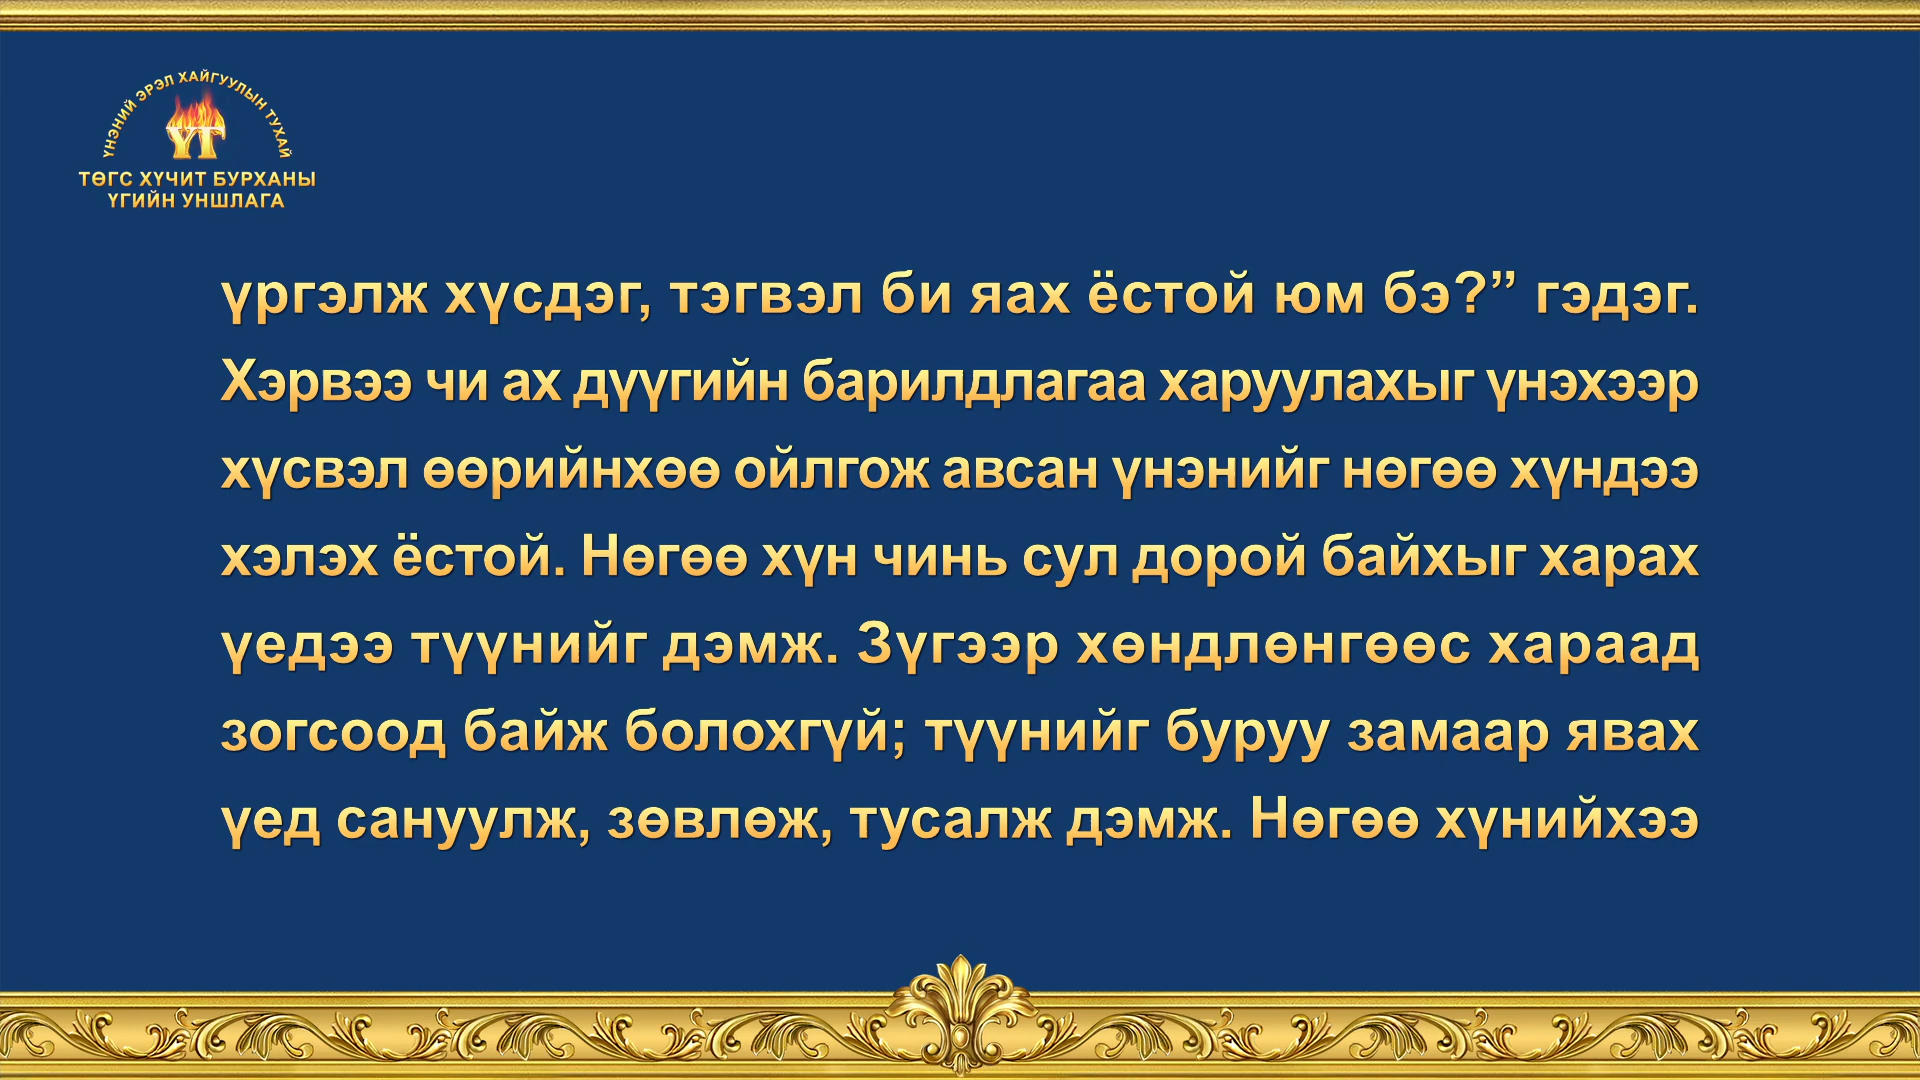 ҮНЭНИЙ ЭРЭЛ ХАЙГУУЛЫН ТУХАЙ
ҮГ
ТӨГС ХҮЧИТ БУРХАНЫ
ҮГИЙН УНШЛАГА
үргэлж хүсдэг, тэгвэл би яах ёстой юм бэ?” гэдэг.
Хэрвээ чи ах дүүгийн барилдлагаа харуулахыг үнэхээр
хүсвэл өөрийнхөө ойлгож авсан үнэнийг нөгөө хүндээ
хэлэх ёстой. Нөгөө хүн чинь сул дорой байхыг харах
үедээ түүнийг дэмж. Зүгээр хөндлөнгөөс хараад
зогсоод байж болохгүй; түүнийг буруу замаар явах
үед сануулж, зөвлөж, тусалж дэмж. Нөгөө хүнийхээ